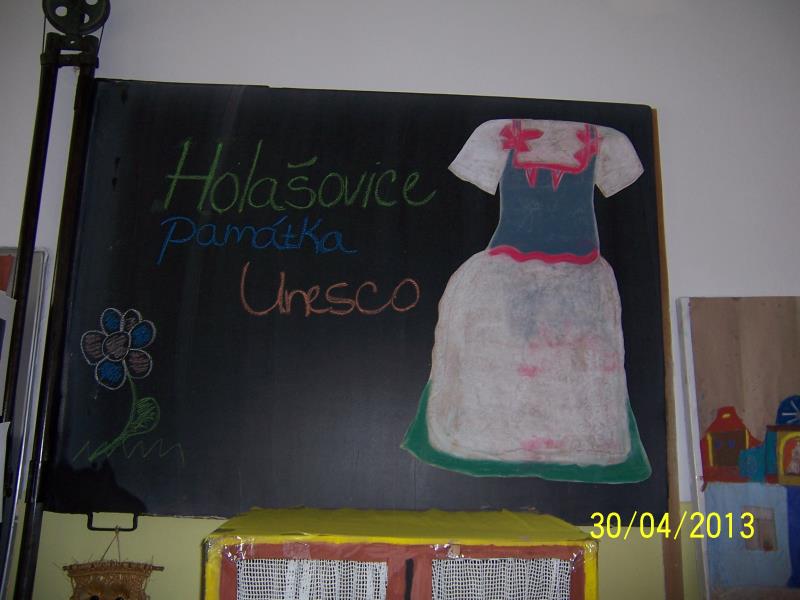 Holašovice
památka
Unesco
30/04/2013